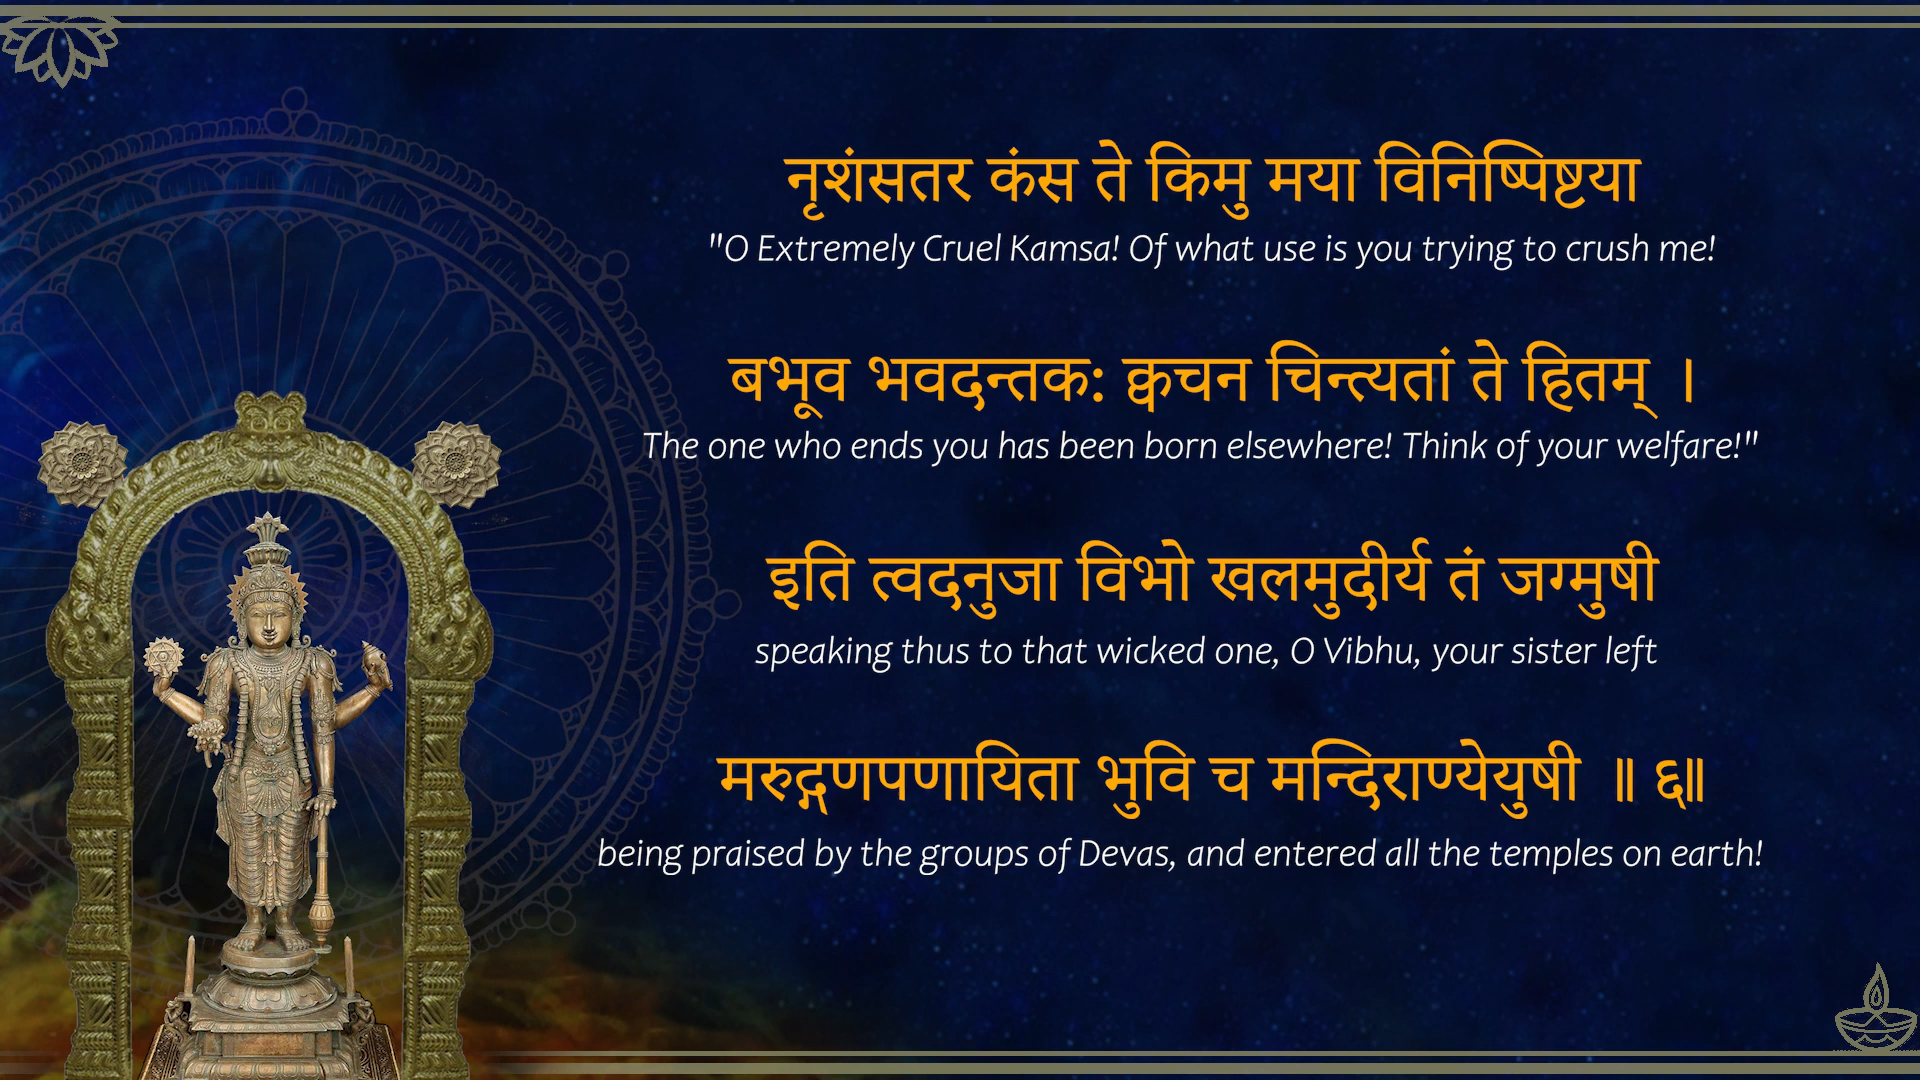 नृशंसतर कंस ते किमु मया विनिष्पिष्टया
"O Extremely Cruel Kamsa! Of what use is you trying to crush me!
बभूव भवदन्तक: क्वचन चिन्त्यतां ते हितम् ।
The one who ends you has been born elsewhere! Think of your welfare!"
इति त्वदनुजा विभो खलमुदीर्य तं जग्मुषी
speaking thus to that wicked one, O Vibhu, your sister left
मरुद्गणपणायिता भुवि च मन्दिराण्येयुषी ॥ ६॥
being praised by the groups of Devas, and entered all the temples on earth!